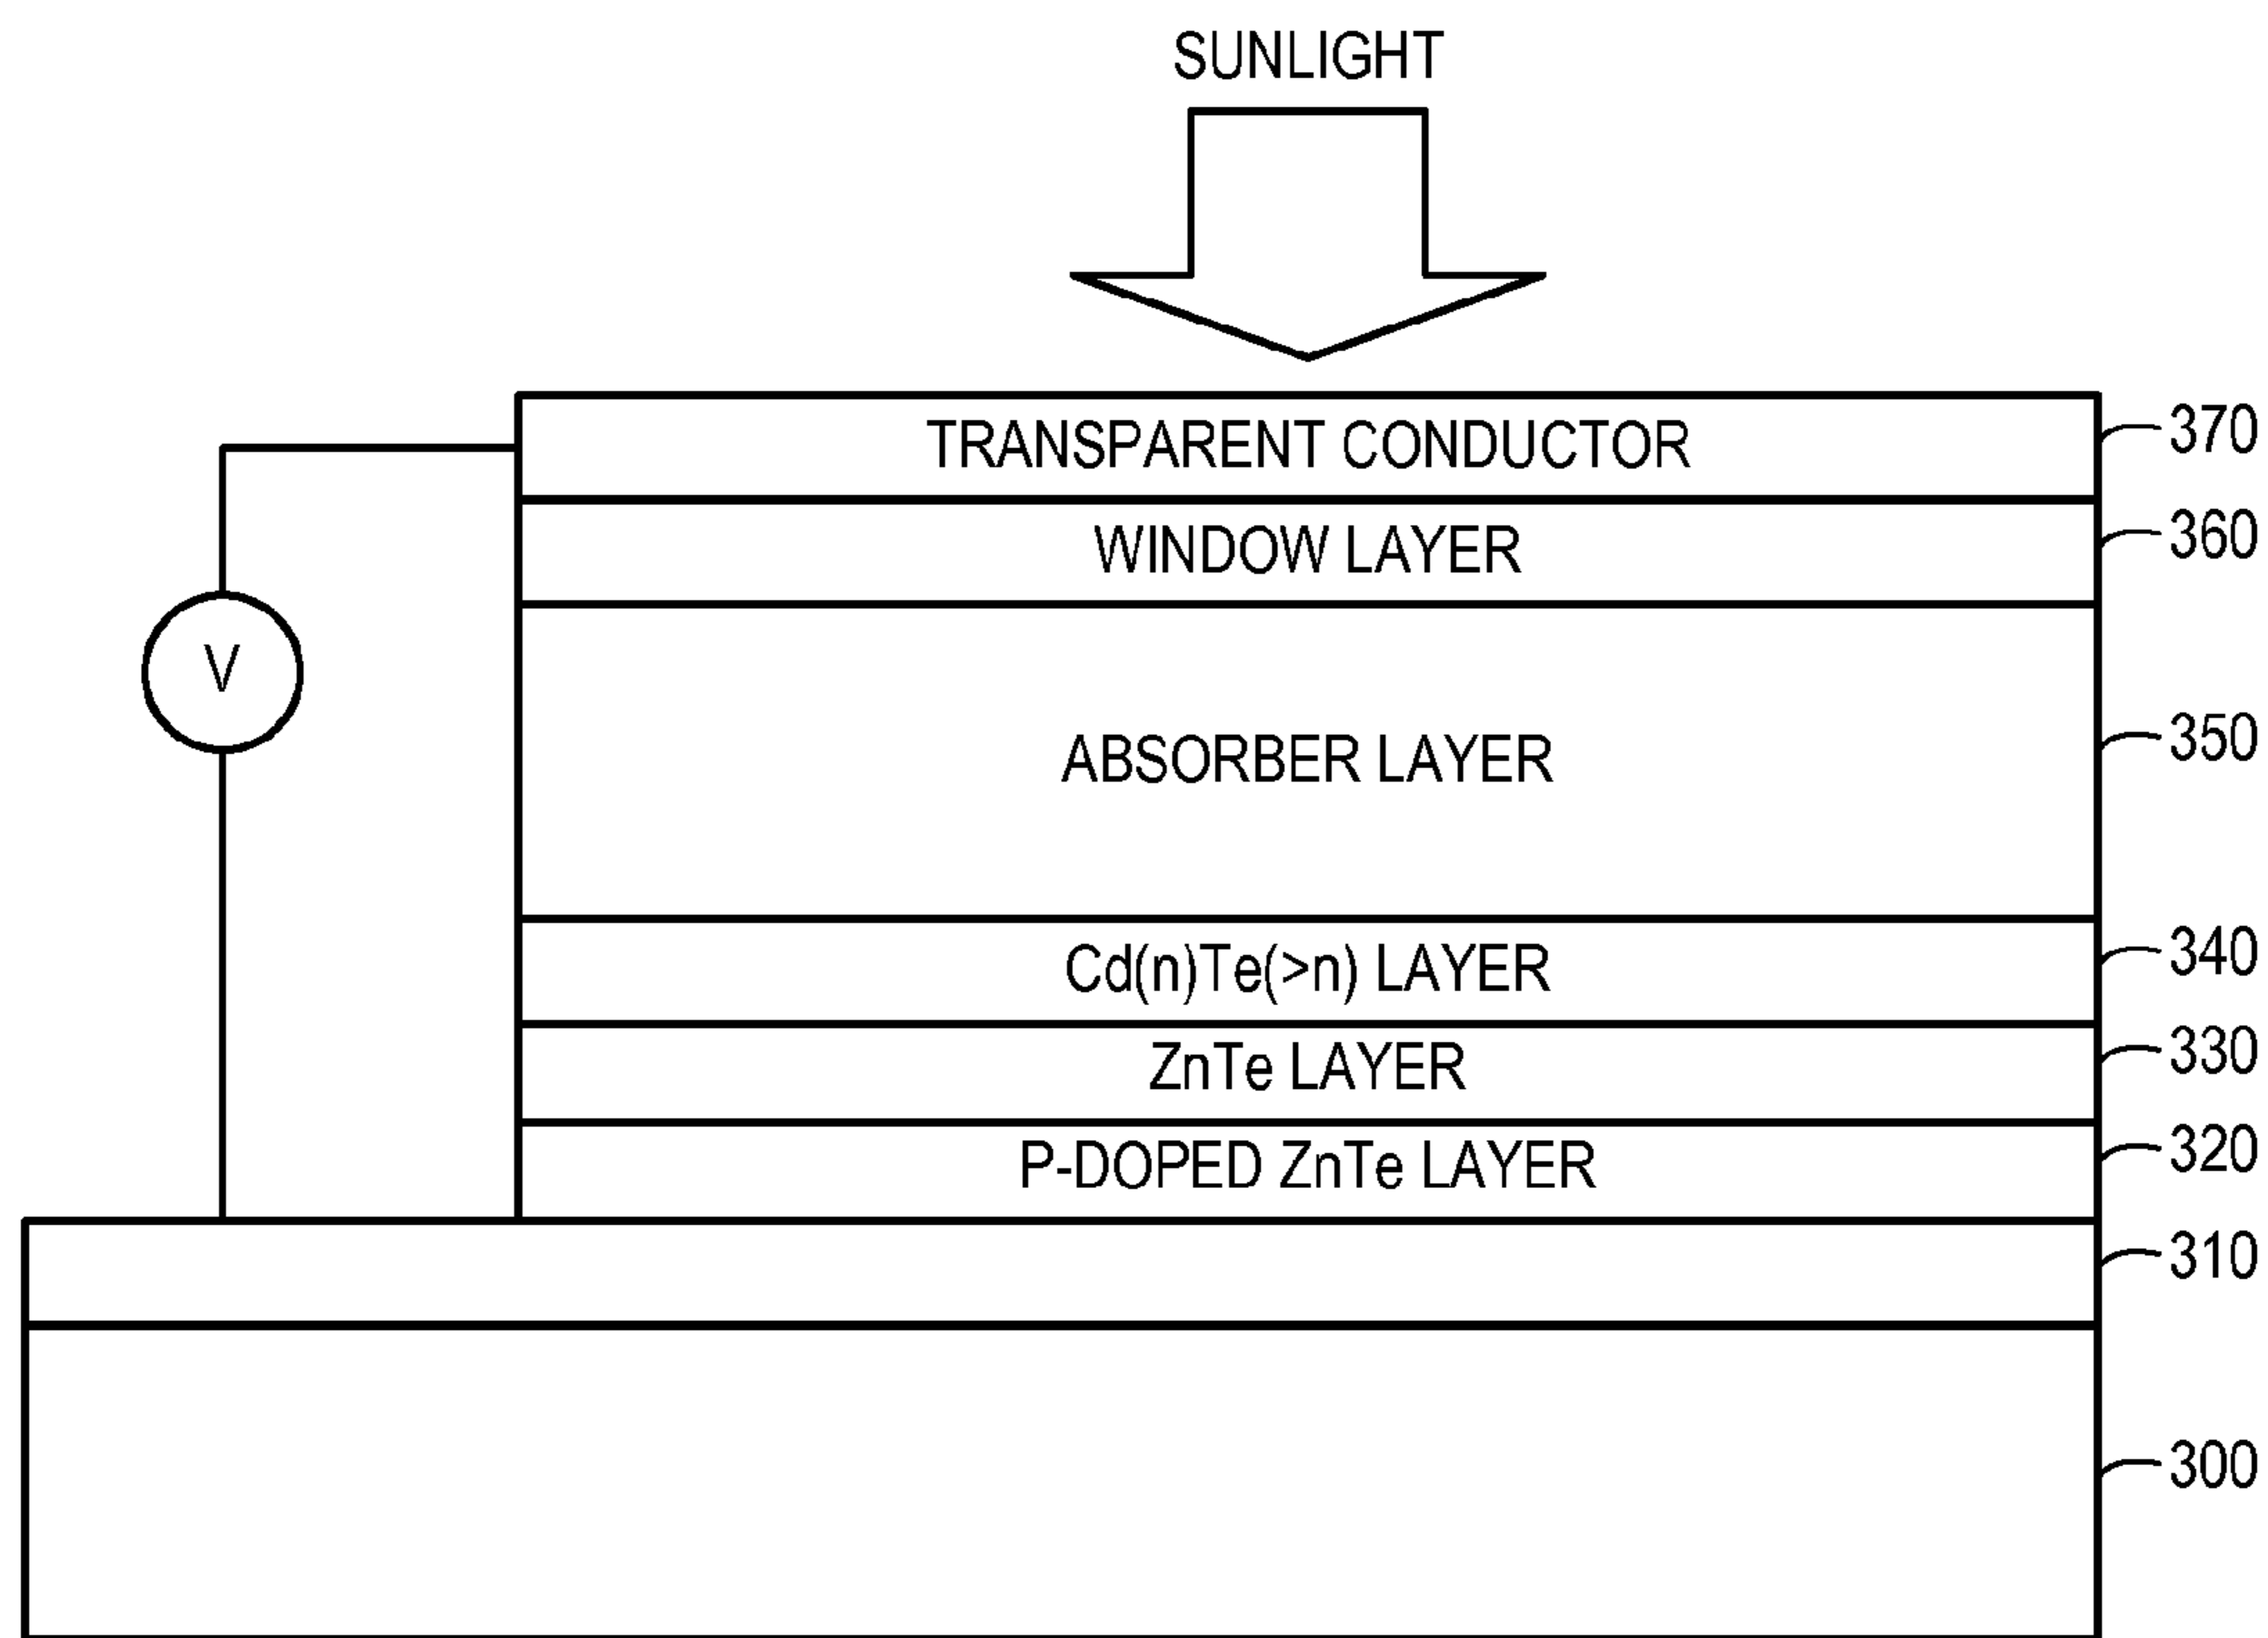 SUNLIGHT
TRANSPARENT CONDUCTOR
370
WINDOW LAYER
360
V
ABSORBER LAYER
350
Cd(n)Te(>n) LAYER
340
ZnTe LAYER
330
P-DOPED ZnTe LAYER
320
310
300